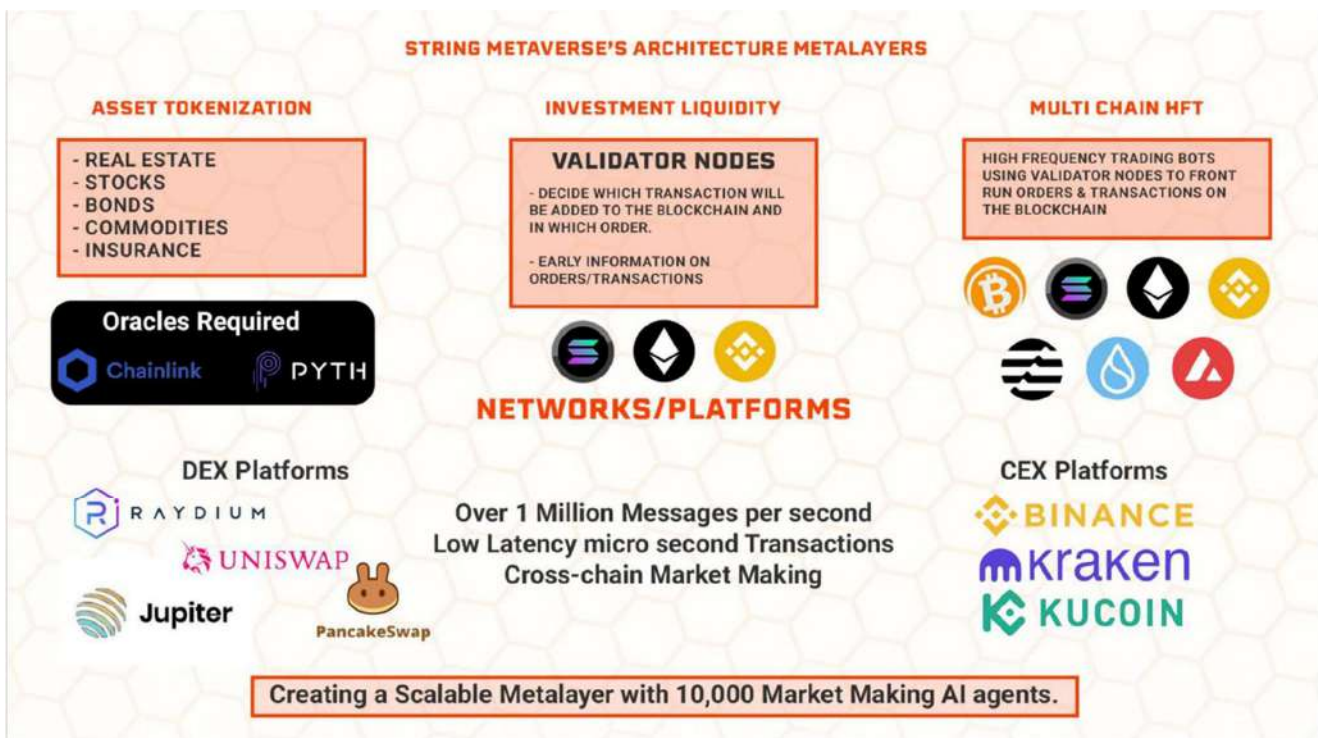 STRING METAVERSE'S ARCHITECTURE METALAYERS
ASSET TOKENIZATION
- REAL ESTATE
- STOCKS
- BONDS
- COMMODITIES
- INSURANCE
Oracles Required
Chainlink
PYTH
INVESTMENT LIQUIDITY
VALIDATOR NODES
- DECIDE WHICH TRANSACTION WILL
BE ADDED TO THE BLOCKCHAIN AND
IN WHICH ORDER.
- EARLY INFORMATION ON
ORDERS/TRANSACTIONS
MULTI CHAIN HFT
HIGH FREQUENCY TRADING BOTS
USING VALIDATOR NODES TO FRONT
RUN ORDERS & TRANSACTIONS ON
THE BLOCKCHAIN
NETWORKS/PLATFORMS
DEX Platforms
RAYDIUM
UNISWAP
Jupiter
PancakeSwap
Over 1 Million Messages per second
Low Latency micro second Transactions
Cross-chain Market Making
CEX Platforms
BINANCE
kraken
KUCOIN
Creating a Scalable Metalayer with 10,000 Market Making AI agents.